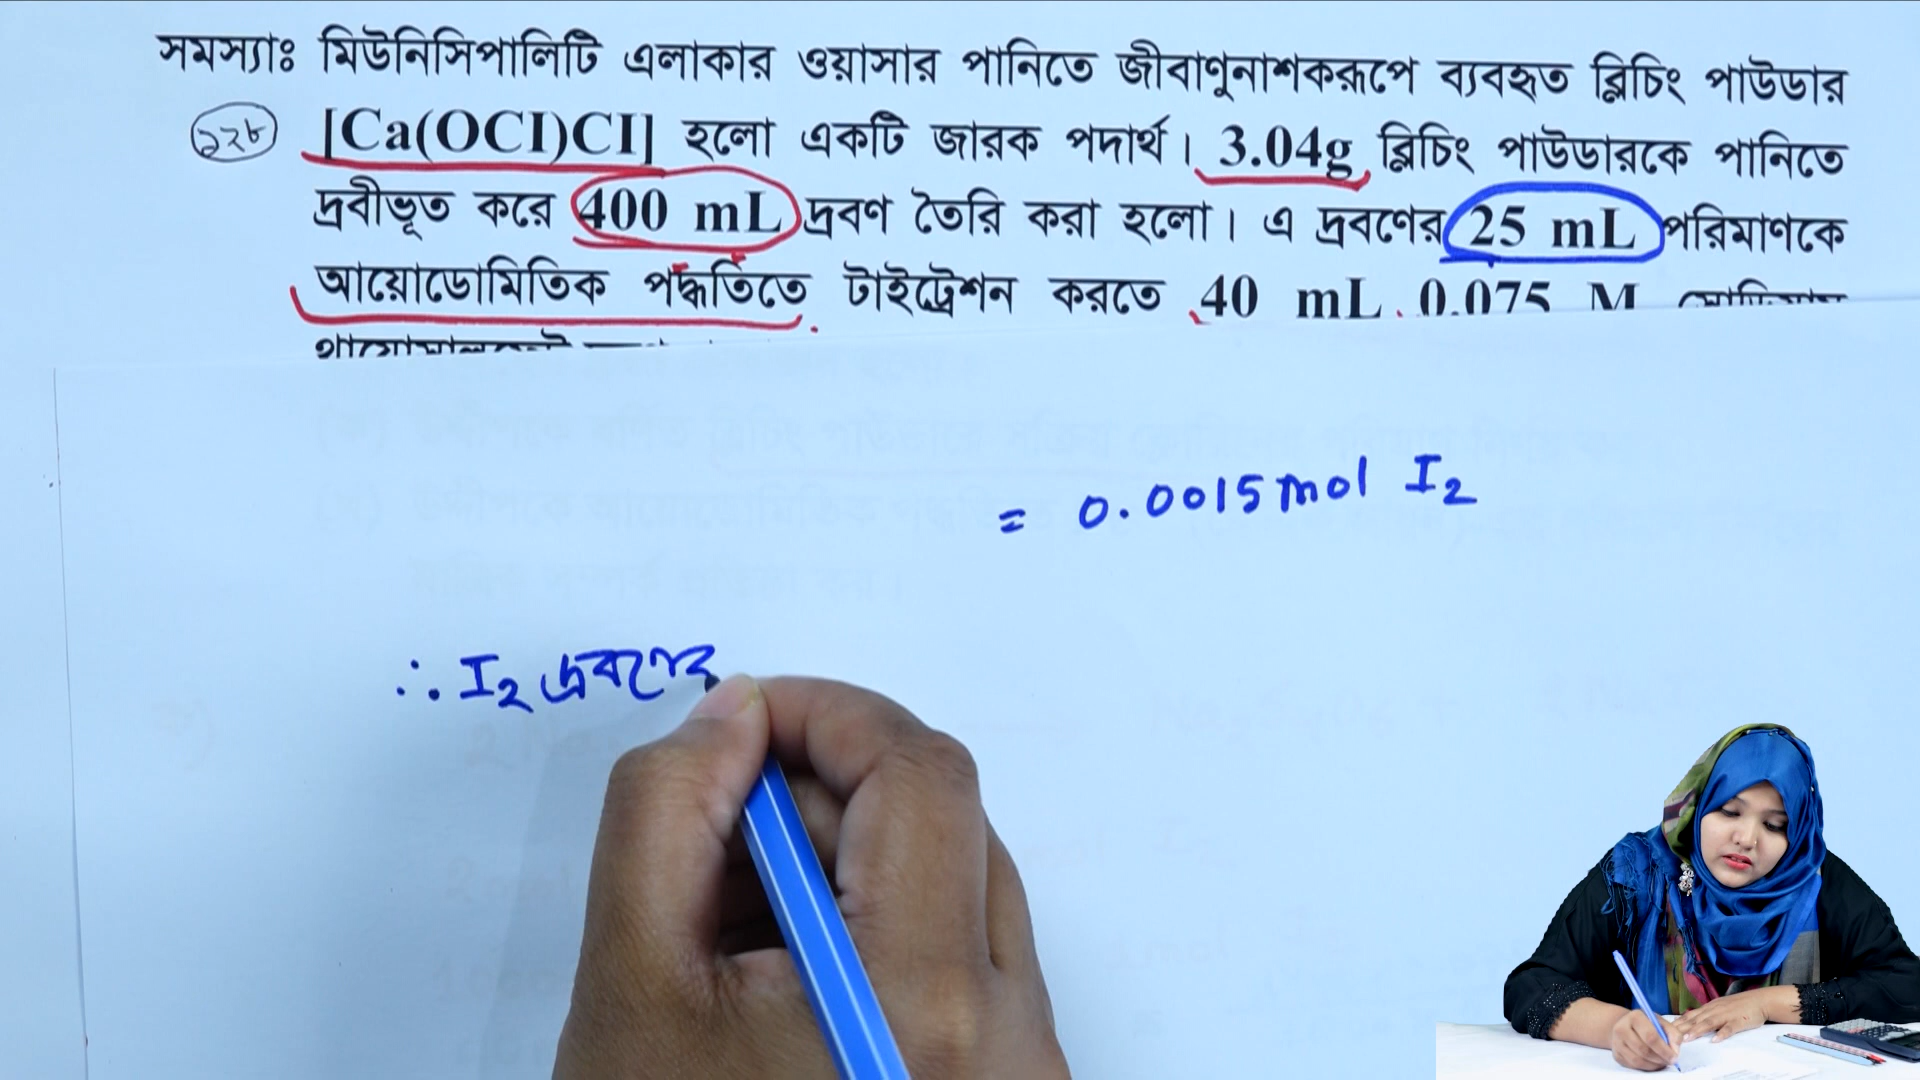 সমস্যাঃ মিউনিসিপালিটি এলাকার ওয়াসার পানিতে জীবাণুনাশকরূপে ব্যবহৃত ব্লিচিং পাউডার
১২৮ [Ca(OCI)CI] হলো একটি জারক পদার্থ। 3.04g ব্লিচিং পাউডারকে পানিতে
দ্রবীভূত করে 400 mL দ্রবণ তৈরি করা হলো। এ দ্রবণের 25 mL পরিমাণকে
আয়োডোমিতিক পদ্ধতিতে টাইট্রেশন করতে 40 mL 0.075 M
= 0.0015 mol I₂
∴ I₂ দ্রবণের